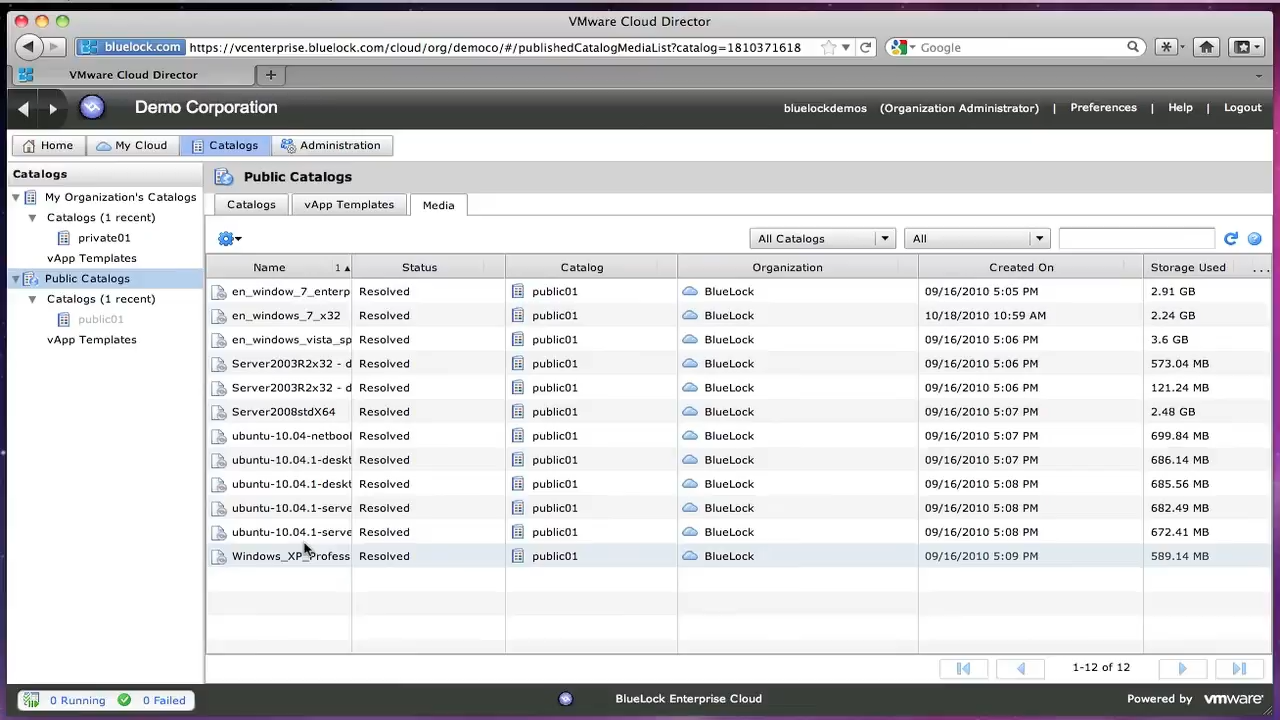 VMware Cloud Director
bluelock.com https://vcenterprise.bluelock.com/cloud/org/democo/#/publishedCatalogMediaList?catalog=1810371618 Google
VMware Cloud Director
Demo Corporation bluelockdemos (Organization Administrator) | Preferences | Help | Logout
Home My Cloud Catalogs Administration
Catalogs
My Organization's Catalogs
Catalogs (1 recent)
private01
vApp Templates
Public Catalogs
Catalogs (1 recent)
public01
vApp Templates
Public Catalogs
Catalogs vApp Templates Media
All Catalogs All
Name 1 Status Catalog Organization Created On Storage Used ...
en_window_7_enterp Resolved public01 BlueLock 09/16/2010 5:05 PM 2.91 GB
en_windows_7_x32 Resolved public01 BlueLock 10/18/2010 10:59 AM 2.24 GB
en_windows_vista_sp Resolved public01 BlueLock 09/16/2010 5:06 PM 3.6 GB
Server2003R2x32 - d Resolved public01 BlueLock 09/16/2010 5:06 PM 573.04 MB
Server2003R2x32 - d Resolved public01 BlueLock 09/16/2010 5:06 PM 121.24 MB
Server2008stdX64 Resolved public01 BlueLock 09/16/2010 5:07 PM 2.48 GB
ubuntu-10.04-netbool Resolved public01 BlueLock 09/16/2010 5:07 PM 699.84 MB
ubuntu-10.04.1-deskt Resolved public01 BlueLock 09/16/2010 5:07 PM 686.14 MB
ubuntu-10.04.1-deskt Resolved public01 BlueLock 09/16/2010 5:08 PM 685.56 MB
ubuntu-10.04.1-serve Resolved public01 BlueLock 09/16/2010 5:08 PM 682.49 MB
ubuntu-10.04.1-serve Resolved public01 BlueLock 09/16/2010 5:08 PM 672.41 MB
Windows_XP_Profess Resolved public01 BlueLock 09/16/2010 5:09 PM 589.14 MB
1-12 of 12
0 Running 0 Failed BlueLock Enterprise Cloud Powered by vmware